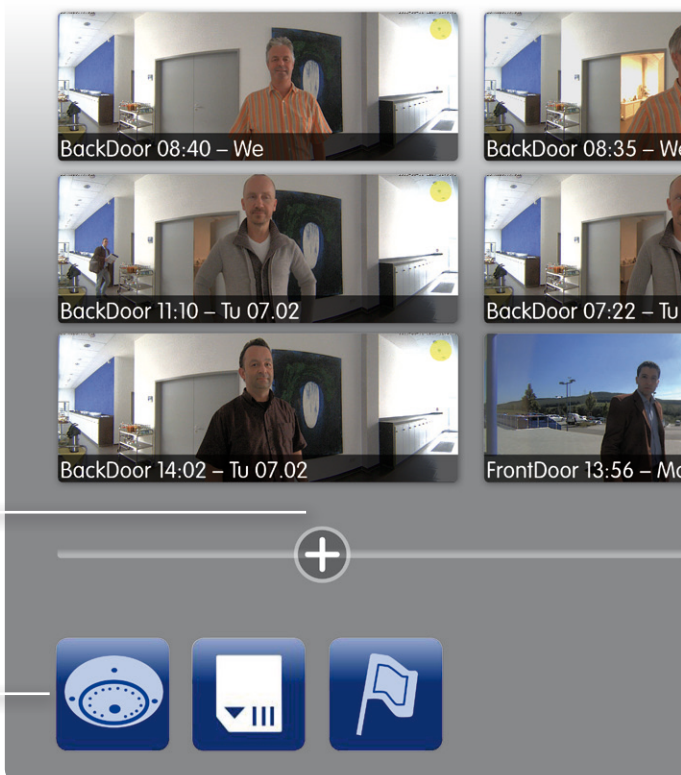 BackDoor 08:40 – We
BackDoor 08:35 – We
BackDoor 11:10 – Tu 07.02
BackDoor 07:22 – Tu
BackDoor 14:02 – Tu 07.02
FrontDoor 13:56 – Mo